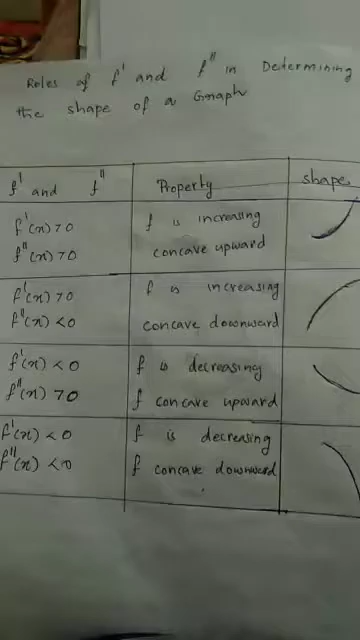 Roles of f' and f'' in Determining
the shape of a Graph
f' and f'' Property shape
f'(x) > 0 f is increasing
f''(x) > 0 concave upward
f'(x) > 0 f is increasing
f''(x) < 0 concave downward
f'(x) < 0 f is decreasing
f''(x) > 0 f concave upward
f'(x) < 0 f is decreasing
f''(x) < 0 f concave downward